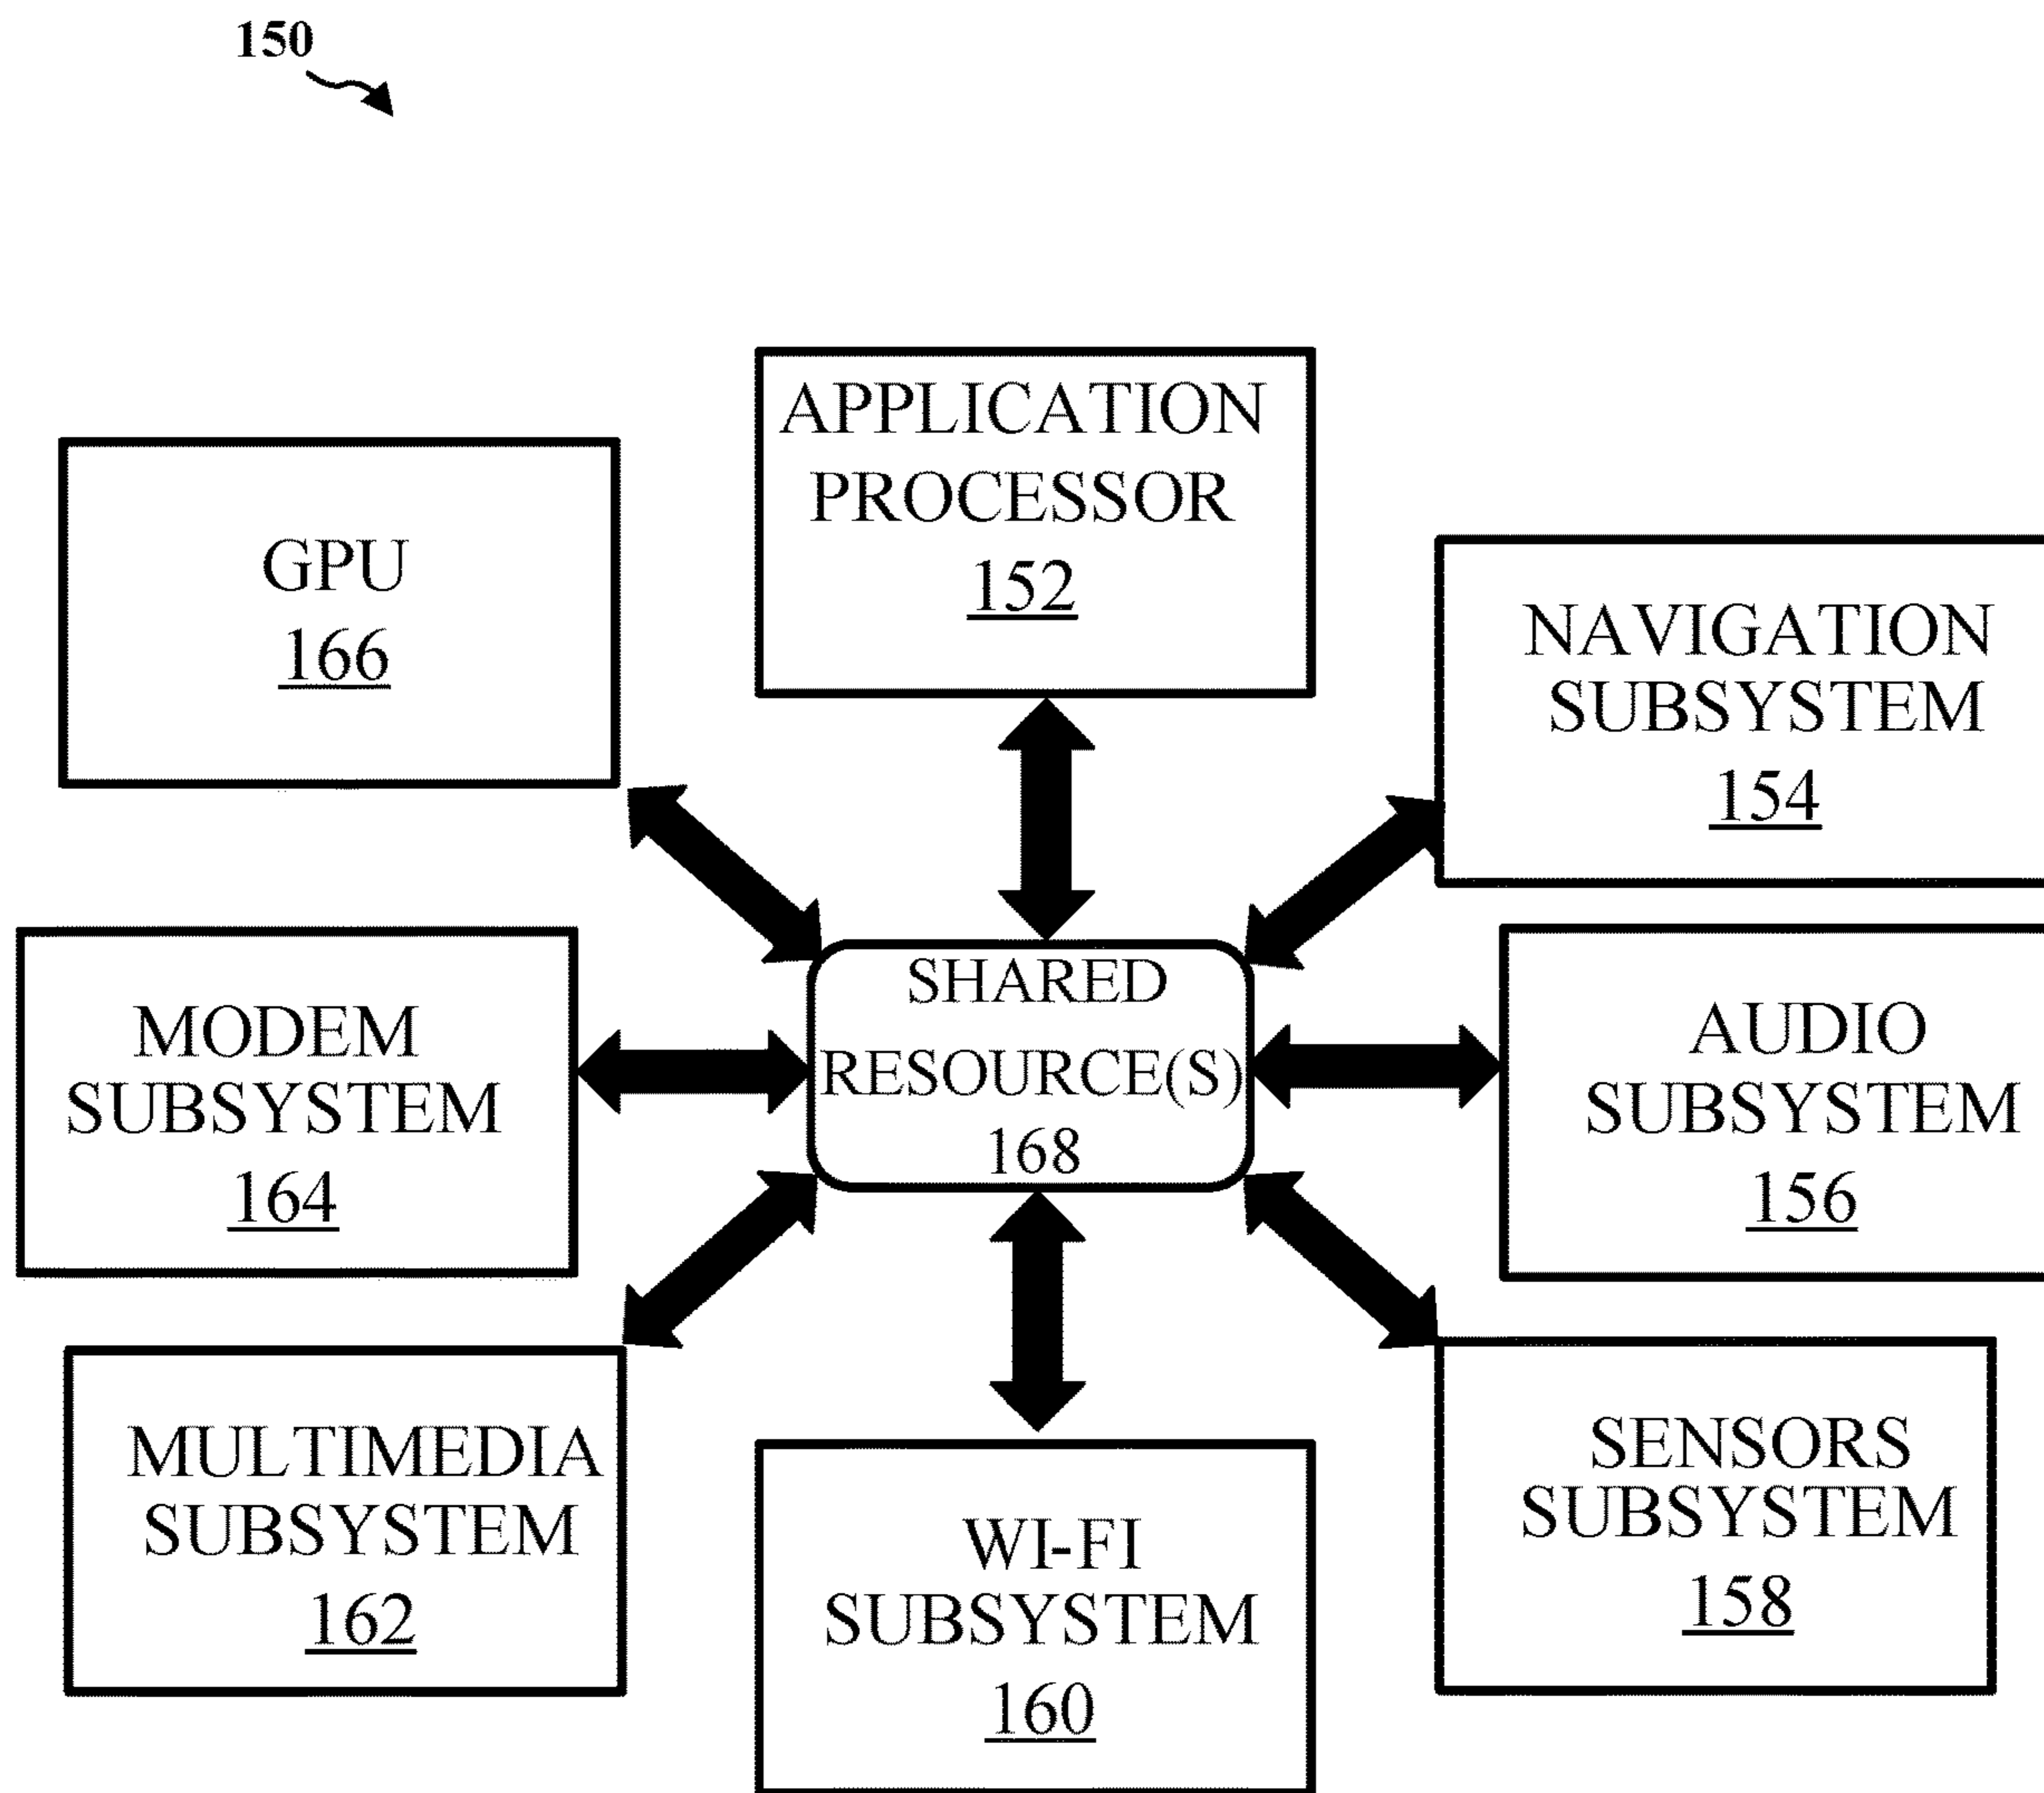 150
APPLICATION
PROCESSOR
152
GPU
166
NAVIGATION
SUBSYSTEM
154
SHARED
RESOURCE(S)
168
MODEM
SUBSYSTEM
164
AUDIO
SUBSYSTEM
156
MULTIMEDIA
SUBSYSTEM
162
WI-FI
SUBSYSTEM
160
SENSORS
SUBSYSTEM
158